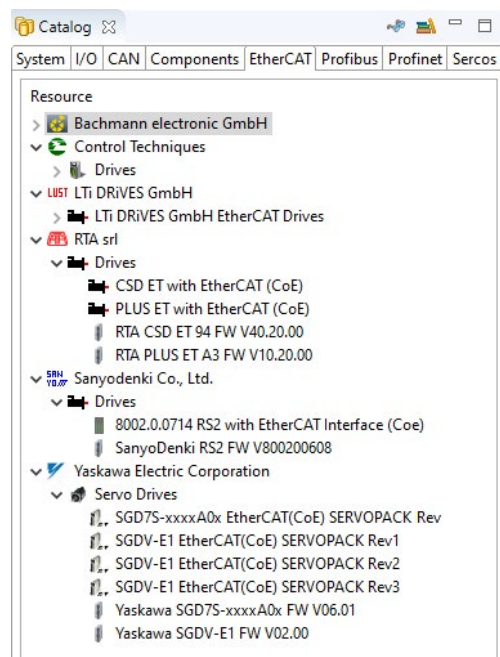 Catalog
System I/O CAN Components EtherCAT Profibus Profinet Sercos
Resource
Bachmann electronic GmbH
Control Techniques
Drives
LUST LTi DRiVES GmbH
LTi DRiVES GmbH EtherCAT Drives
RTA srl
Drives
CSD ET with EtherCAT (CoE)
PLUS ET with EtherCAT (CoE)
RTA CSD ET 94 FW V40.20.00
RTA PLUS ET A3 FW V10.20.00
Sanyodenki Co., Ltd.
Drives
8002.0.0714 RS2 with EtherCAT Interface (Coe)
SanyoDenki RS2 FW V800200608
Yaskawa Electric Corporation
Servo Drives
SGD7S-xxxxA0x EtherCAT(CoE) SERVOPACK Rev
SGDV-E1 EtherCAT(CoE) SERVOPACK Rev1
SGDV-E1 EtherCAT(CoE) SERVOPACK Rev2
SGDV-E1 EtherCAT(CoE) SERVOPACK Rev3
Yaskawa SGD7S-xxxxA0x FW V06.01
Yaskawa SGDV-E1 FW V02.00